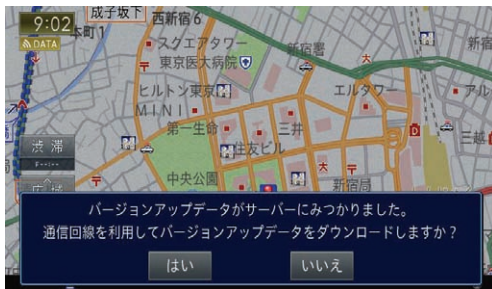 9:02
DATA
成子坂下
本町1
西新宿6
スクエアタワー
東京医大病院
新宿署
新宿
ヒルトン東京
エルタワー
アル
MINI
第一生命
三井
住友ビル
三越
渋滞
中央公園
新宿局
広域
バージョンアップデータがサーバーにみつかりました。
通信回線を利用してバージョンアップデータをダウンロードしますか？
はい
いいえ